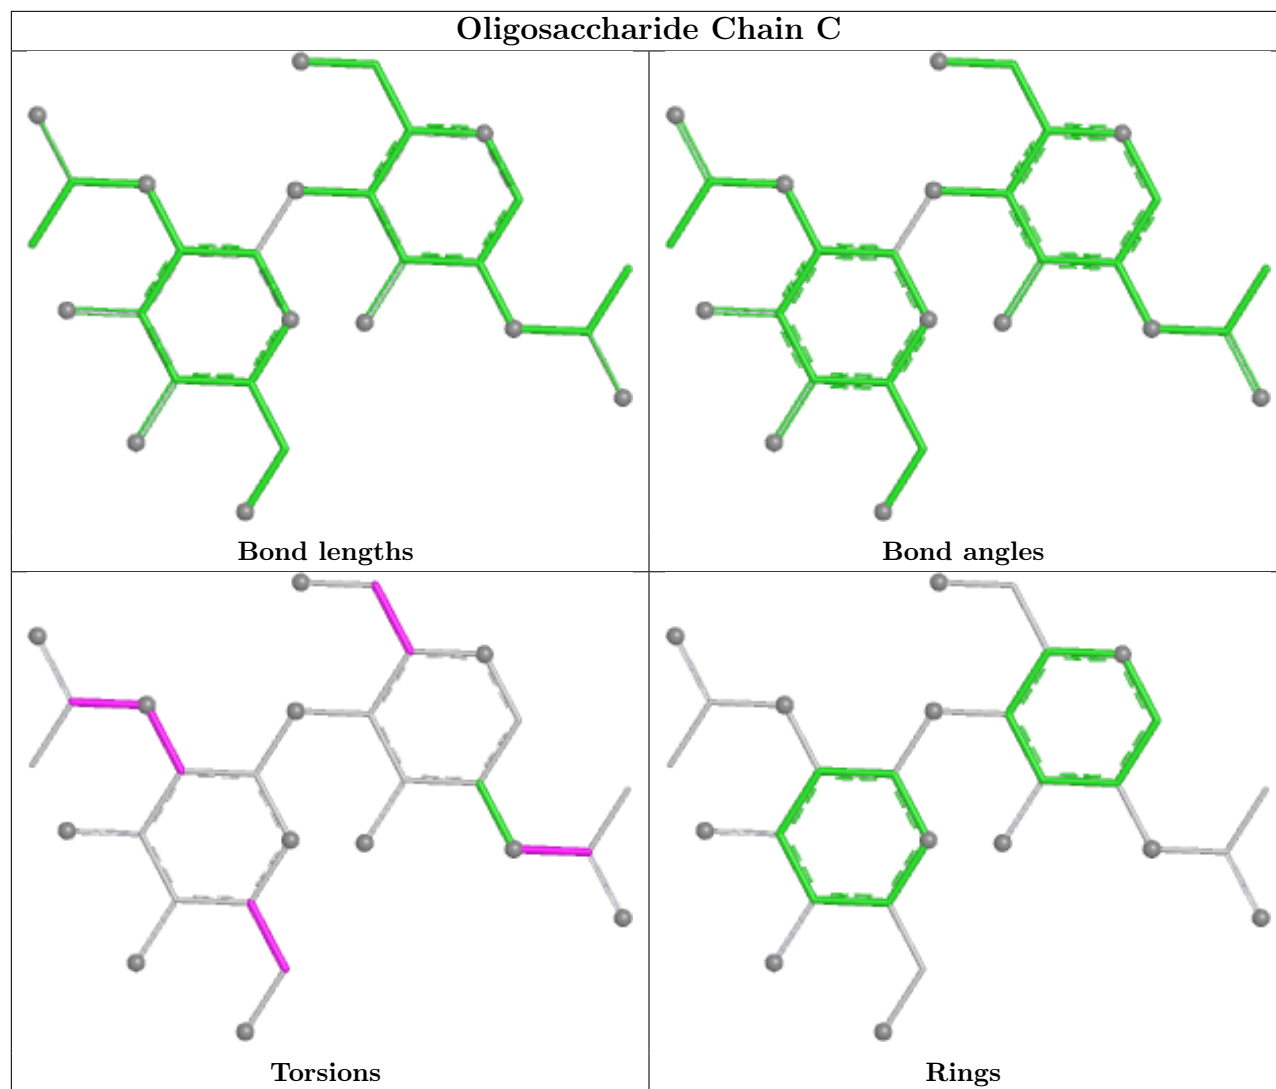 Oligosaccharide Chain C
Bond lengths
Bond angles
Torsions
Rings